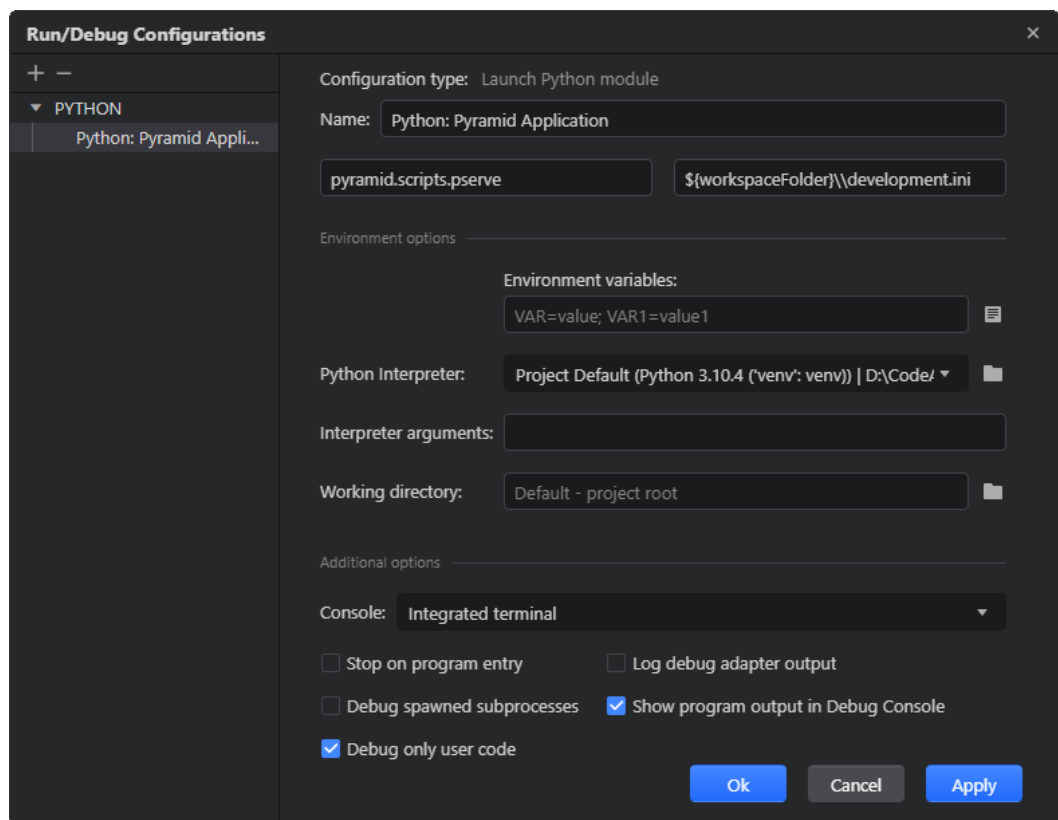 Run/Debug Configurations
PYTHON
Python: Pyramid Appli...
Configuration type: Launch Python module
Name: Python: Pyramid Application
pyramid.scripts.pserve ${workspaceFolder}\\development.ini
Environment options
Environment variables:
VAR=value; VAR1=value1
Python Interpreter: Project Default (Python 3.10.4 ('venv': venv)) | D:\CodeA
Interpreter arguments:
Working directory: Default - project root
Additional options
Console: Integrated terminal
Stop on program entry Log debug adapter output
Debug spawned subprocesses Show program output in Debug Console
Debug only user code
Ok Cancel Apply